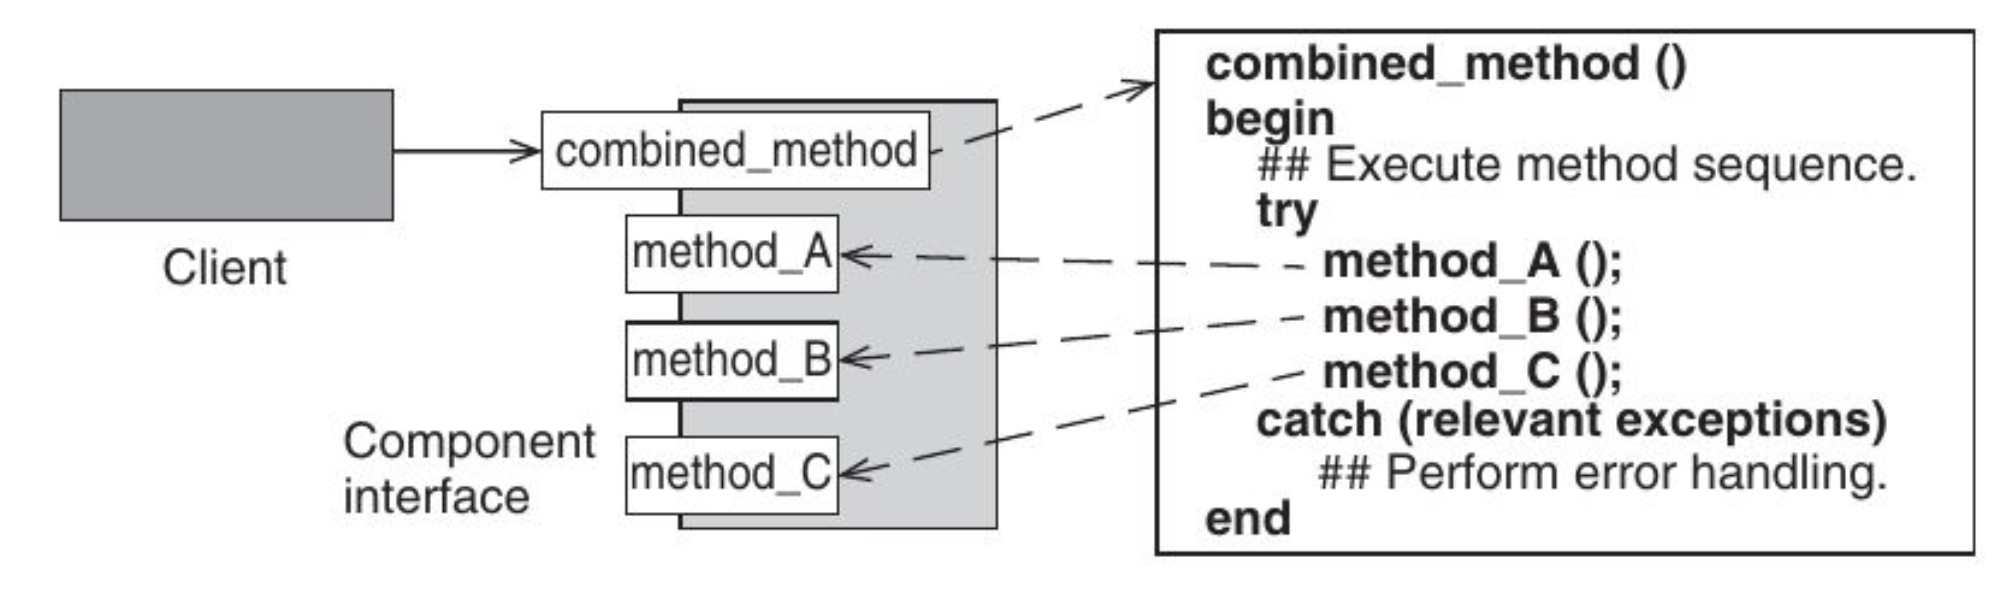 Client
combined_method
method_A
method_B
method_C
Component
interface
combined_method ()
begin
## Execute method sequence.
try
method_A ();
method_B ();
method_C ();
catch (relevant exceptions)
## Perform error handling.
end